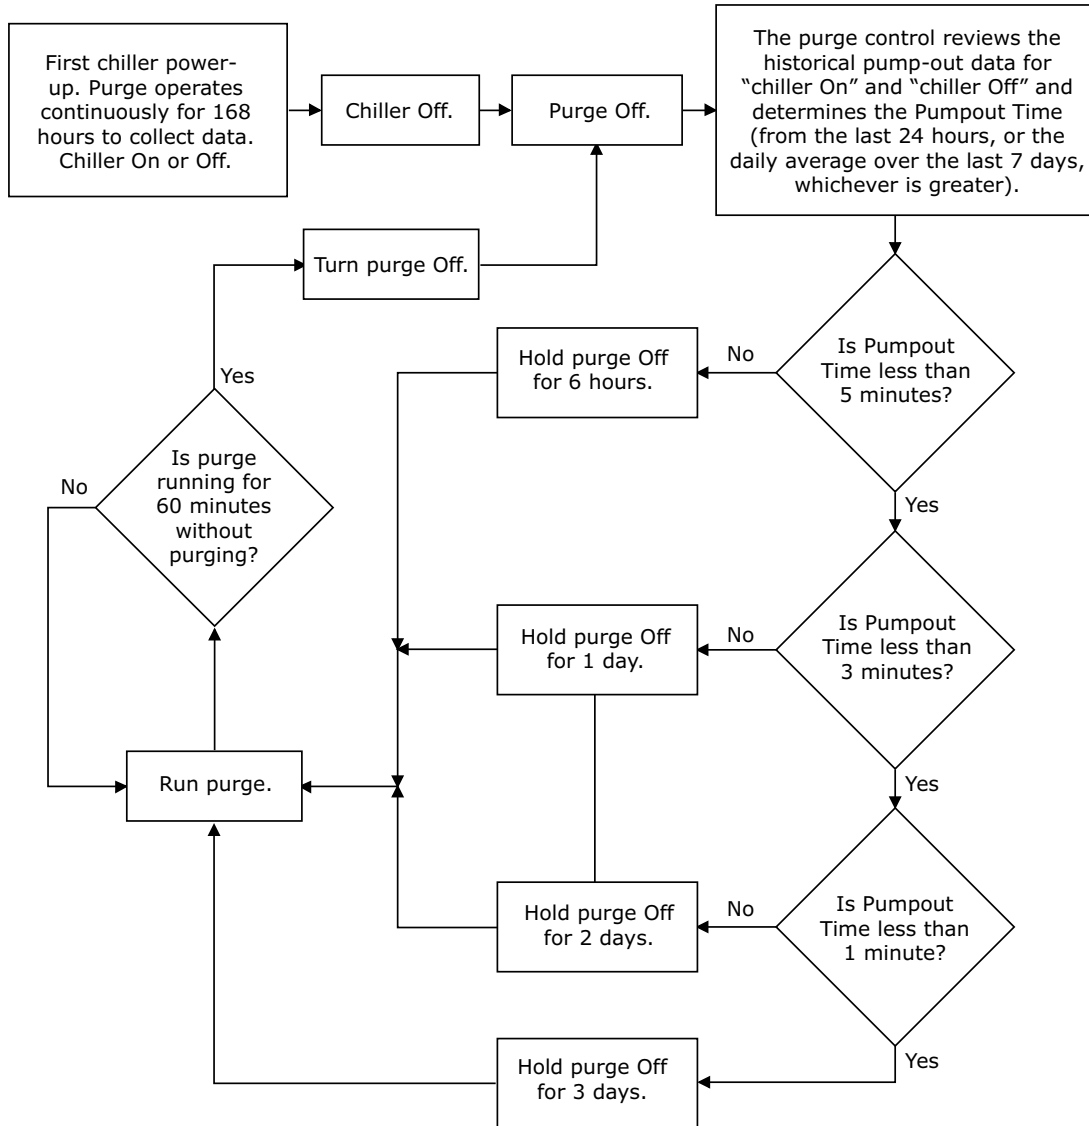 First chiller power-
up. Purge operates
continuously for 168
hours to collect data.
Chiller On or Off.
Chiller Off.
Purge Off.
The purge control reviews the
historical pump-out data for
“chiller On” and “chiller Off” and
determines the Pumpout Time
(from the last 24 hours, or the
daily average over the last 7 days,
whichever is greater).
Turn purge Off.
Is Pumpout
Time less than
5 minutes?
No
Hold purge Off
for 6 hours.
Yes
Yes
Is purge
running for
60 minutes
without
purging?
No
Is Pumpout
Time less than
3 minutes?
No
Hold purge Off
for 1 day.
Yes
Run purge.
Is Pumpout
Time less than
1 minute?
No
Hold purge Off
for 2 days.
Yes
Hold purge Off
for 3 days.